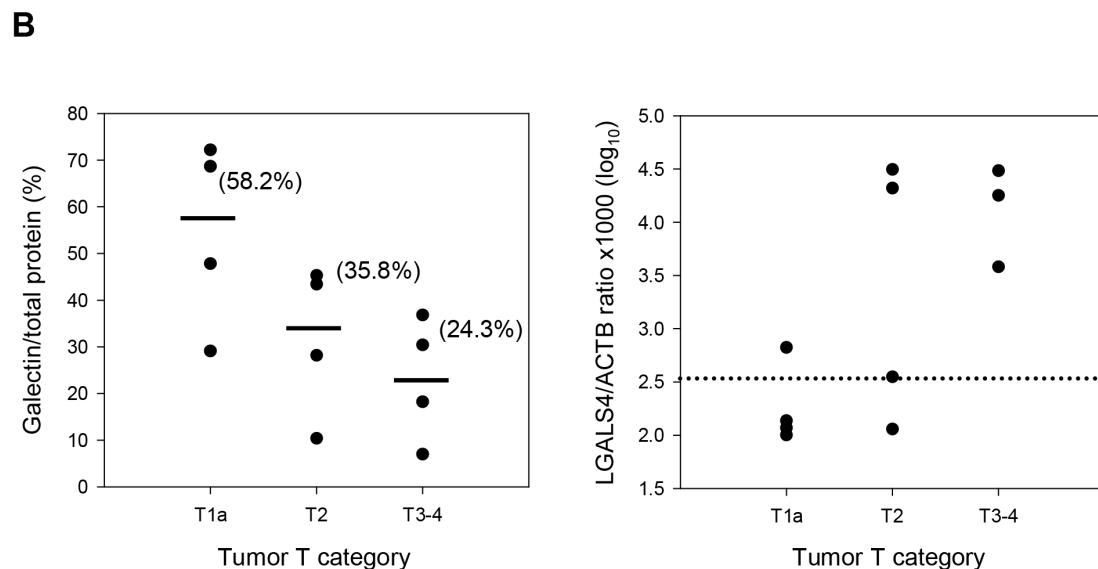 B
Galectin/total protein (%)
80
70
60
50
40
30
20
10
0
(58.2%)
(35.8%)
(24.3%)
T1a T2 T3-4
Tumor T category
LGALS4/ACTB ratio x1000 (log10)
5.0
4.5
4.0
3.5
3.0
2.5
2.0
1.5
T1a T2 T3-4
Tumor T category